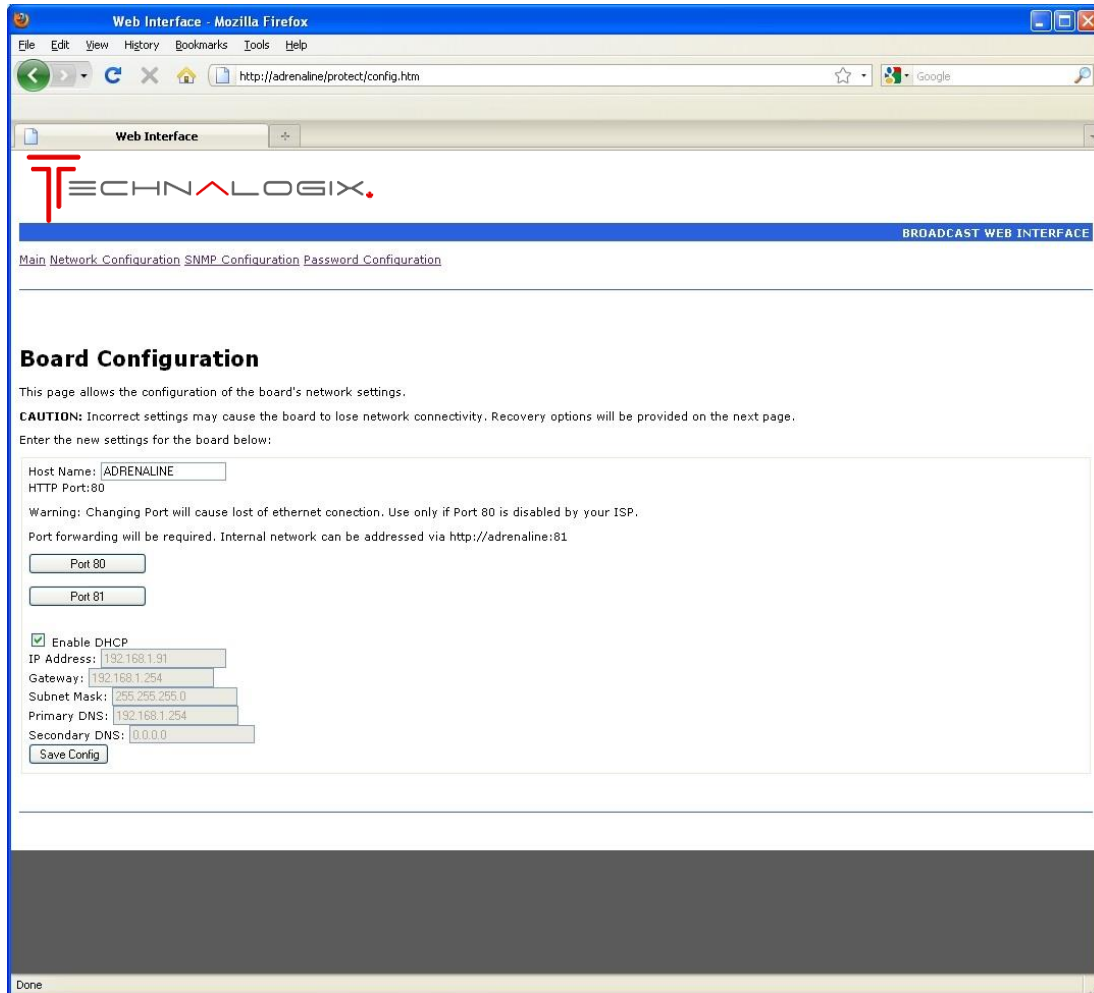 Web Interface - Mozilla Firefox
File Edit View History Bookmarks Tools Help
http://adrenaline/protect/config.htm
Google
Web Interface
TECHNALOGIX.
BROADCAST WEB INTERFACE
Main Network Configuration SNMP Configuration Password Configuration
Board Configuration
This page allows the configuration of the board's network settings.
CAUTION: Incorrect settings may cause the board to lose network connectivity. Recovery options will be provided on the next page.
Enter the new settings for the board below:
Host Name: ADRENALINE
HTTP Port:80
Warning: Changing Port will cause lost of ethernet conection. Use only if Port 80 is disabled by your ISP.
Port forwarding will be required. Internal network can be addressed via http://adrenaline:81
Port 80
Port 81
Enable DHCP
IP Address: 192.168.1.91
Gateway: 192.168.1.254
Subnet Mask: 255.255.255.0
Primary DNS: 192.168.1.254
Secondary DNS: 0.0.0.0
Save Config
Done